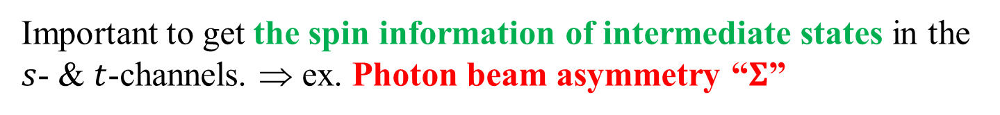 Important to get the spin information of intermediate states in the
s- & t-channels. ⇒ ex. Photon beam asymmetry “Σ”